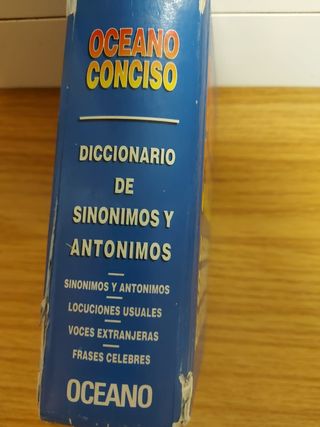 OCEANO
CONCISO
DICCIONARIO
DE
SINONIMOS Y
ANTONIMOS
SINONIMOS Y ANTONIMOS
LOCUCIONES USUALES
VOCES EXTRANJERAS
FRASES CELEBRES
OCEANO